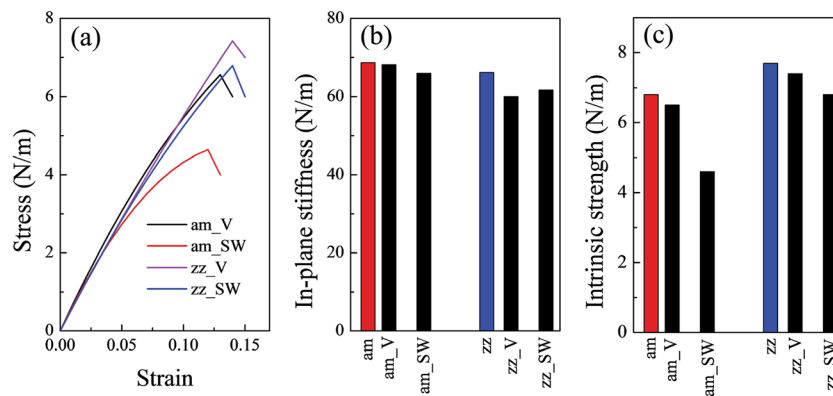 (a)
8
6
4
2
0
0.00 0.05 0.10 0.15
Stress (N/m)
Strain
am_V
am_SW
zz_V
zz_SW
(b)
80
60
40
20
0
In-plane stiffness (N/m)
am
am_V
am_SW
zz
zz_V
zz_SW
(c)
8
6
4
2
0
Intrinsic strength (N/m)
am
am_V
am_SW
zz
zz_V
zz_SW